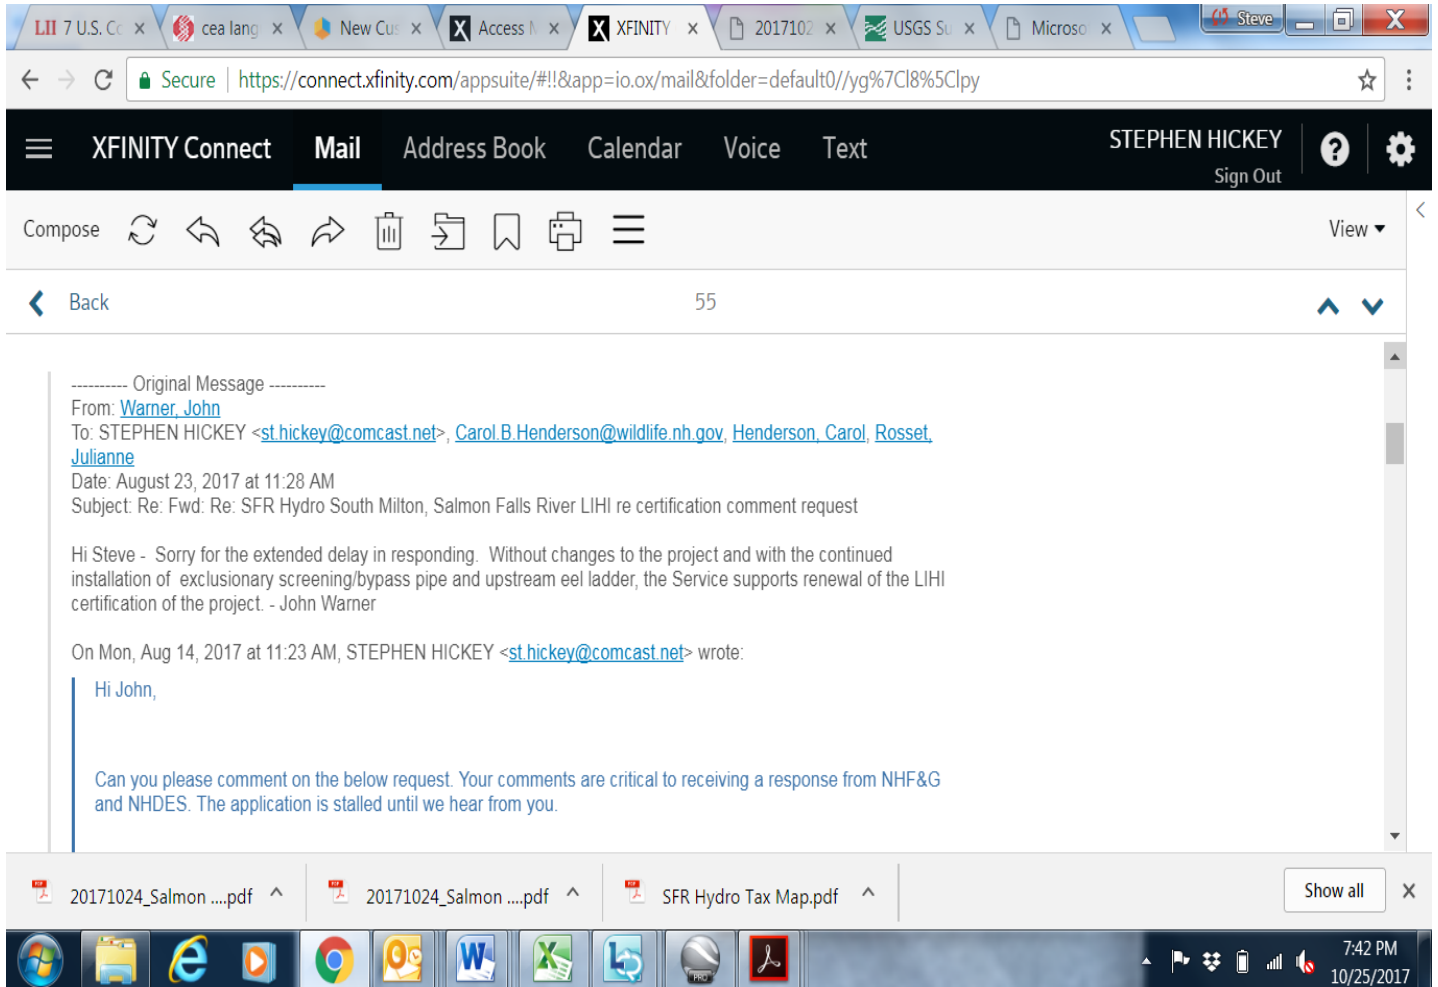 LII 7 U.S. Co × cea lang × New Cus × X Access M × X XFINITY × 2017102 × USGS Su × Microso × Steve
Secure | https://connect.xfinity.com/appsuite/#!!&app=io.ox/mail&folder=default0//yg%7Cl8%5Clpy
XFINITY Connect Mail Address Book Calendar Voice Text STEPHEN HICKEY
Sign Out
Compose View
Back 55
---------- Original Message ----------
From: Warner, John
To: STEPHEN HICKEY <st.hickey@comcast.net>, Carol.B.Henderson@wildlife.nh.gov, Henderson, Carol, Rosset,
Julianne
Date: August 23, 2017 at 11:28 AM
Subject: Re: Fwd: Re: SFR Hydro South Milton, Salmon Falls River LIHI re certification comment request
Hi Steve - Sorry for the extended delay in responding. Without changes to the project and with the continued
installation of exclusionary screening/bypass pipe and upstream eel ladder, the Service supports renewal of the LIHI
certification of the project. - John Warner
On Mon, Aug 14, 2017 at 11:23 AM, STEPHEN HICKEY <st.hickey@comcast.net> wrote:
Hi John,
Can you please comment on the below request. Your comments are critical to receiving a response from NHF&G
and NHDES. The application is stalled until we hear from you.
20171024_Salmon ....pdf 20171024_Salmon ....pdf SFR Hydro Tax Map.pdf Show all
7:42 PM
10/25/2017